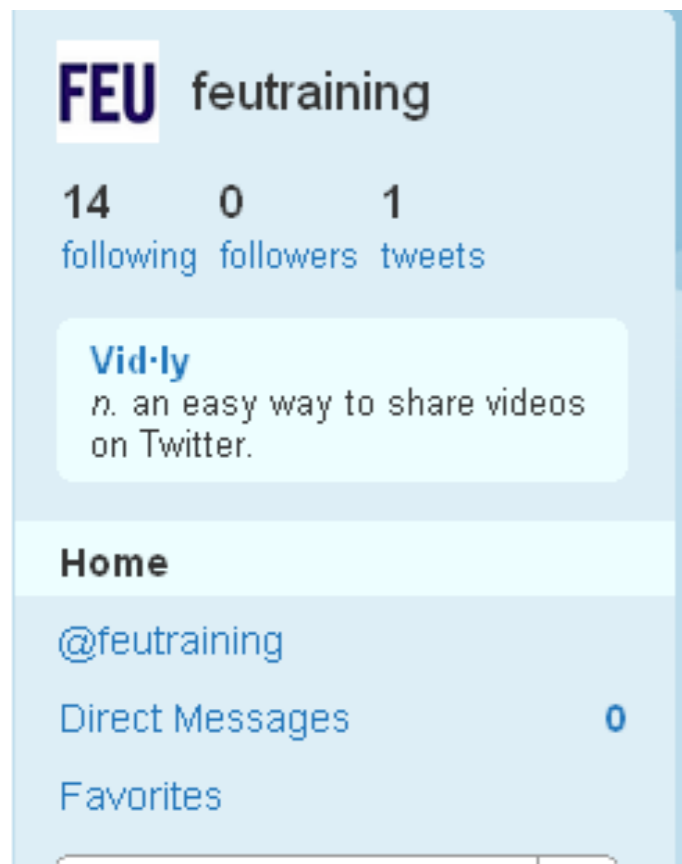 FEU feutraining
14 0 1
following followers tweets
Vid·ly
n. an easy way to share videos
on Twitter.
Home
@feutraining
Direct Messages 0
Favorites